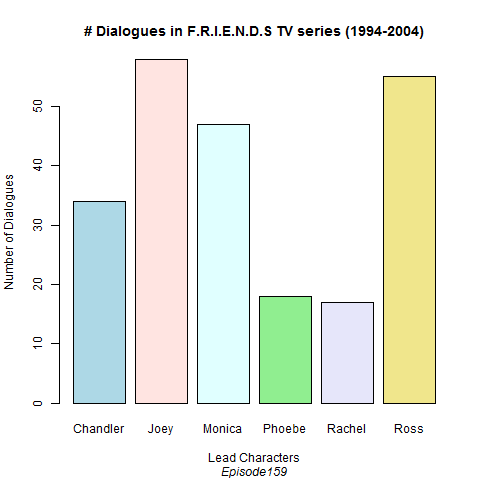 # Dialogues in F.R.I.E.N.D.S TV series (1994-2004)
Number of Dialogues
50
40
30
20
10
0
Chandler Joey Monica Phoebe Rachel Ross
Lead Characters
Episode159